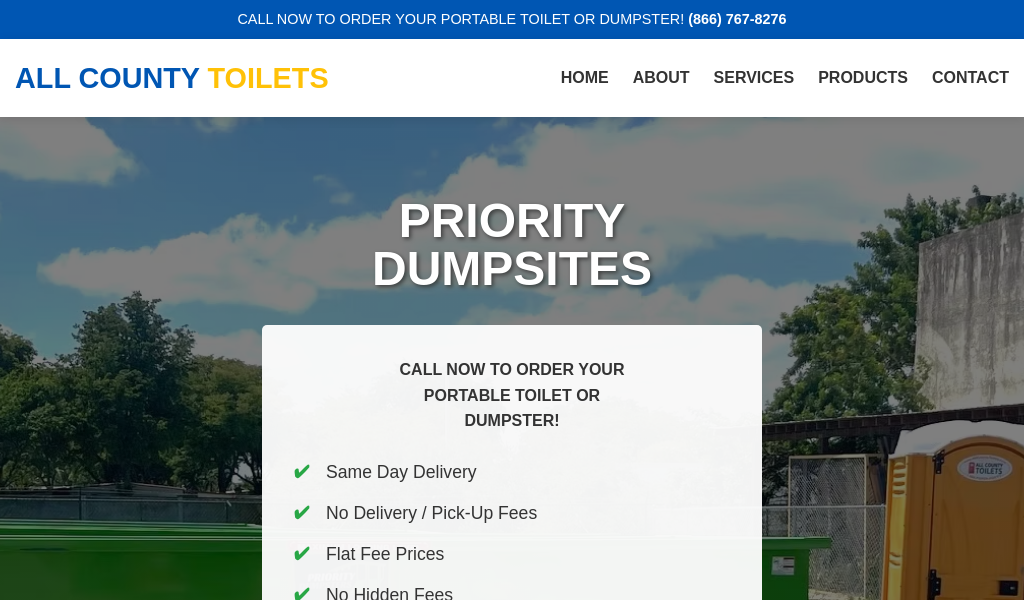 CALL NOW TO ORDER YOUR PORTABLE TOILET OR DUMPSTER! (866) 767-8276
ALL COUNTY TOILETS
HOME ABOUT SERVICES PRODUCTS CONTACT
PRIORITY
DUMPSITES
CALL NOW TO ORDER YOUR
PORTABLE TOILET OR
DUMPSTER!
✔ Same Day Delivery
✔ No Delivery / Pick-Up Fees
✔ Flat Fee Prices
✔ No Hidden Fees
ALL COUNTY
TOILETS